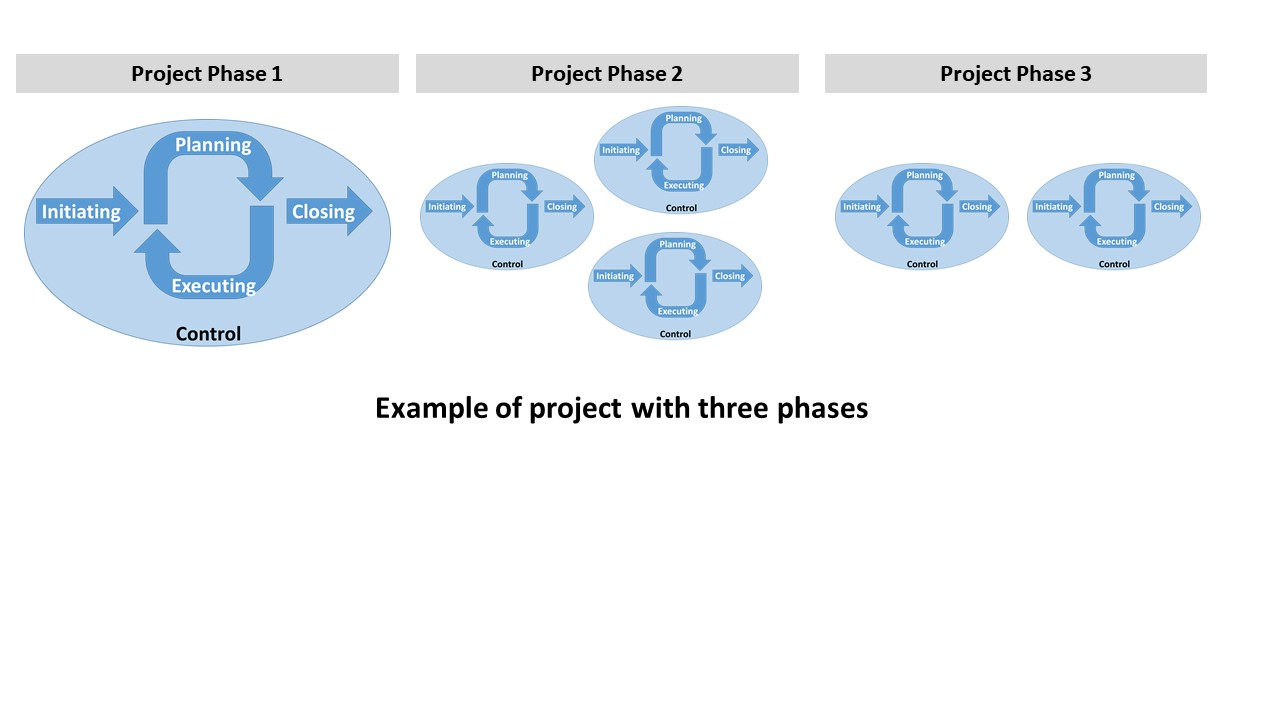 Project Phase 1
Project Phase 2
Project Phase 3
Planning
Initiating
Closing
Executing
Control
Planning
Initiating
Closing
Executing
Control
Planning
Initiating
Closing
Executing
Control
Planning
Initiating
Closing
Executing
Control
Planning
Initiating
Closing
Executing
Control
Planning
Initiating
Closing
Executing
Control
Example of project with three phases